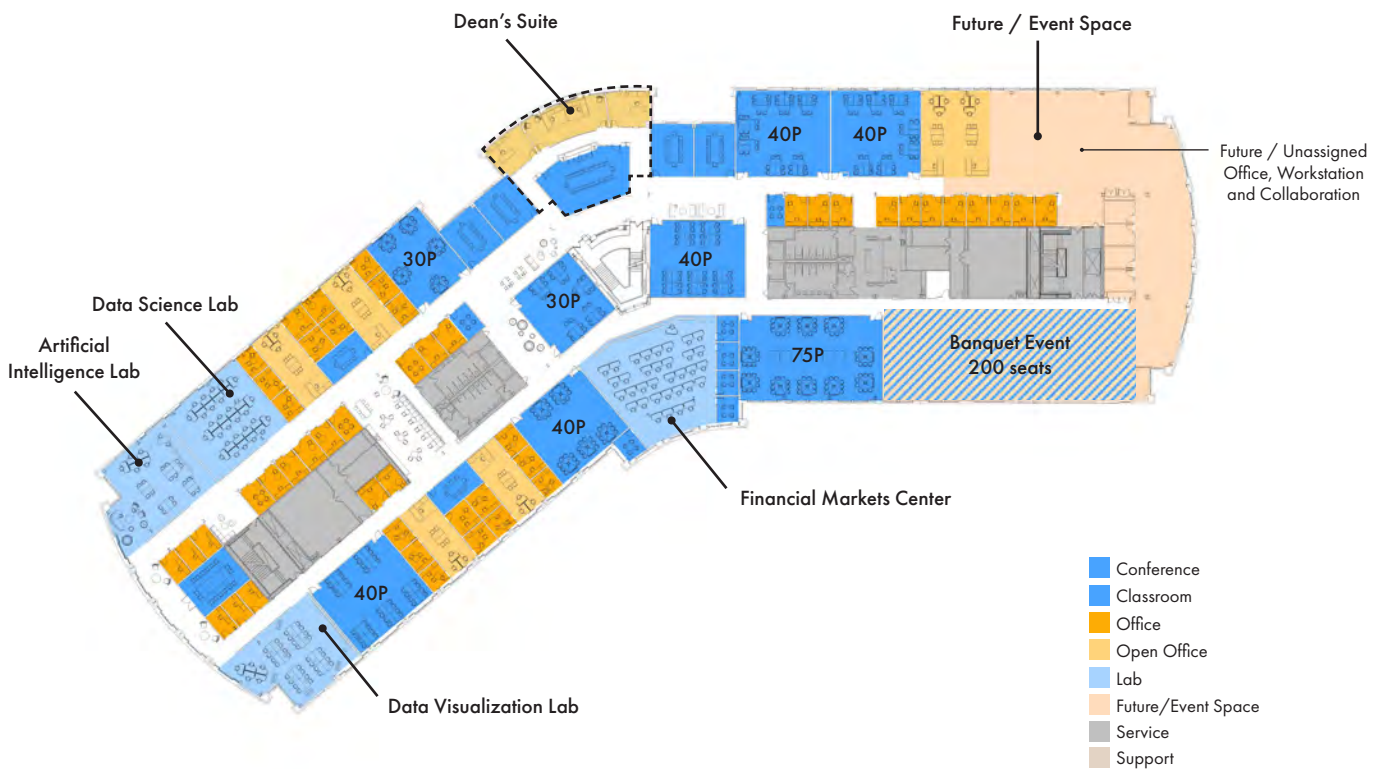 Dean’s Suite
Future / Event Space
40P
40P
Future / Unassigned
Office, Workstation
and Collaboration
30P
40P
Data Science Lab
30P
Artificial
Intelligence Lab
75P
Banquet Event
200 seats
40P
Financial Markets Center
40P
Data Visualization Lab
Conference
Classroom
Office
Open Office
Lab
Future/Event Space
Service
Support